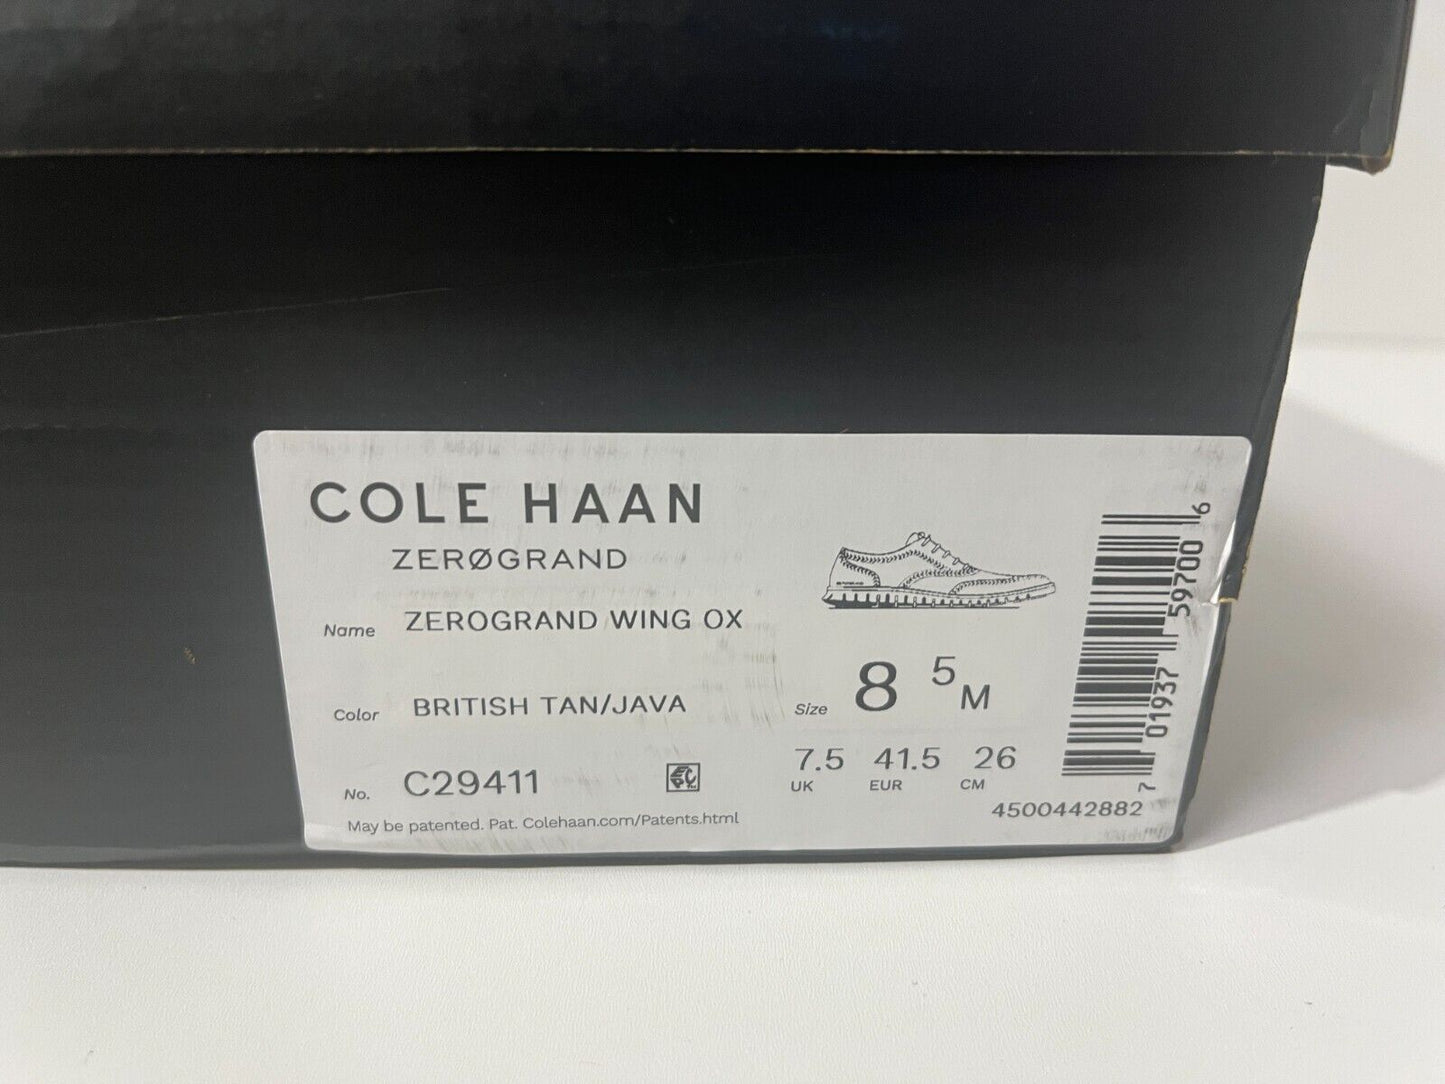 COLE HAAN
ZERØGRAND
Name ZEROGRAND WING OX
Color BRITISH TAN/JAVA
No. C29411
May be patented. Pat. Colehaan.com/Patents.html
Size 8 5 M
7.5 41.5 26
UK EUR CM
4500442882
7 01937 59700 6